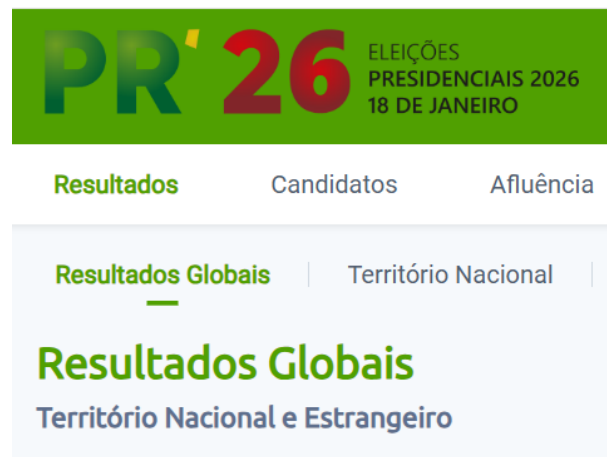 PR'26
ELEIÇÕES
PRESIDENCIAIS 2026
18 DE JANEIRO
Resultados Candidatos Afluência
Resultados Globais Território Nacional
Resultados Globais
Território Nacional e Estrangeiro